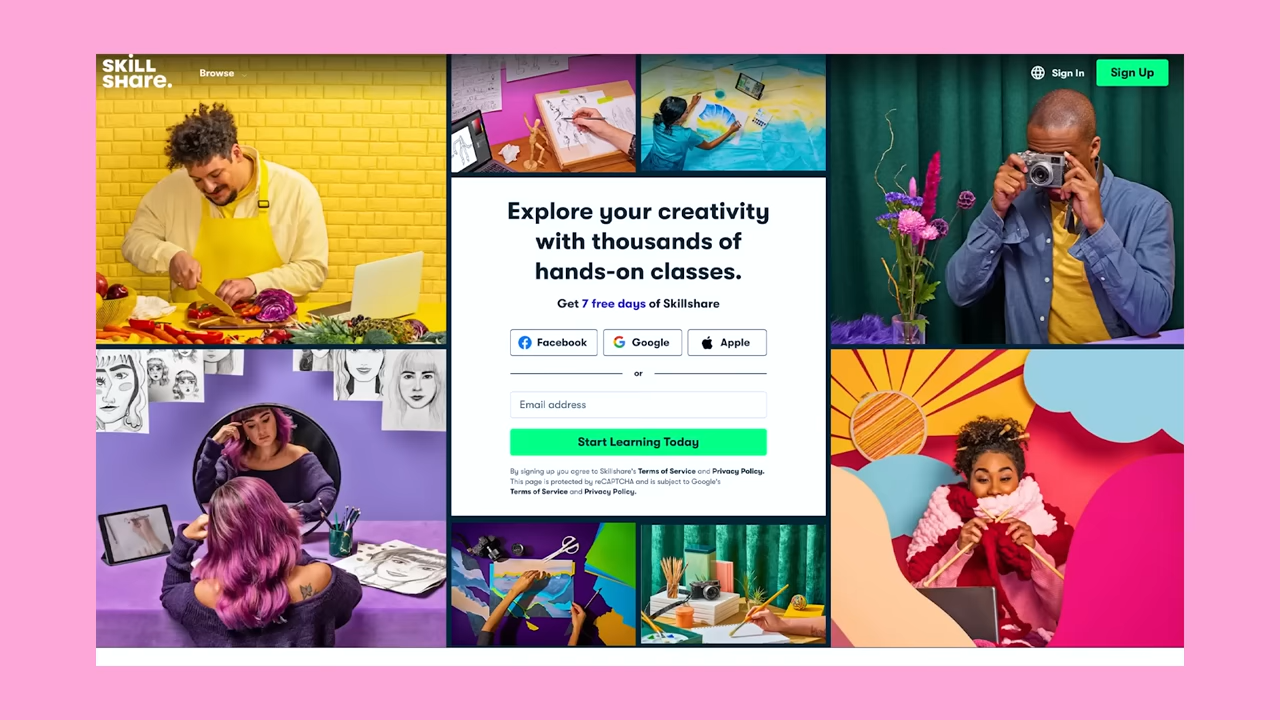 SKiLL
SHare.
Browse
Sign In
Sign Up
Explore your creativity
with thousands of
hands-on classes.
Get 7 free days of Skillshare
Facebook
Google
Apple
or
Email address
Start Learning Today
By signing up you agree to Skillshare's Terms of Service and Privacy Policy.
This page is protected by reCAPTCHA and is subject to Google's
Terms of Service and Privacy Policy.